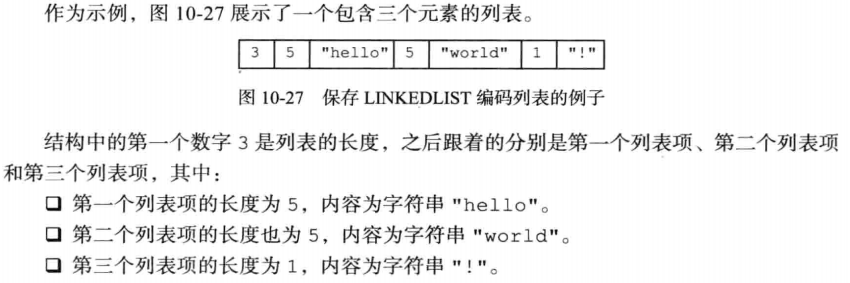 作为示例，图 10-27 展示了一个包含三个元素的列表。
3 5 "hello" 5 "world" 1 "!"
图 10-27 保存 LINKEDLIST 编码列表的例子
结构中的第一个数字 3 是列表的长度，之后跟着的分别是第一个列表项、第二个列表项
和第三个列表项，其中：
❑ 第一个列表项的长度为 5，内容为字符串 "hello"。
❑ 第二个列表项的长度也为 5，内容为字符串 "world"。
❑ 第三个列表项的长度为 1，内容为字符串 "!"。